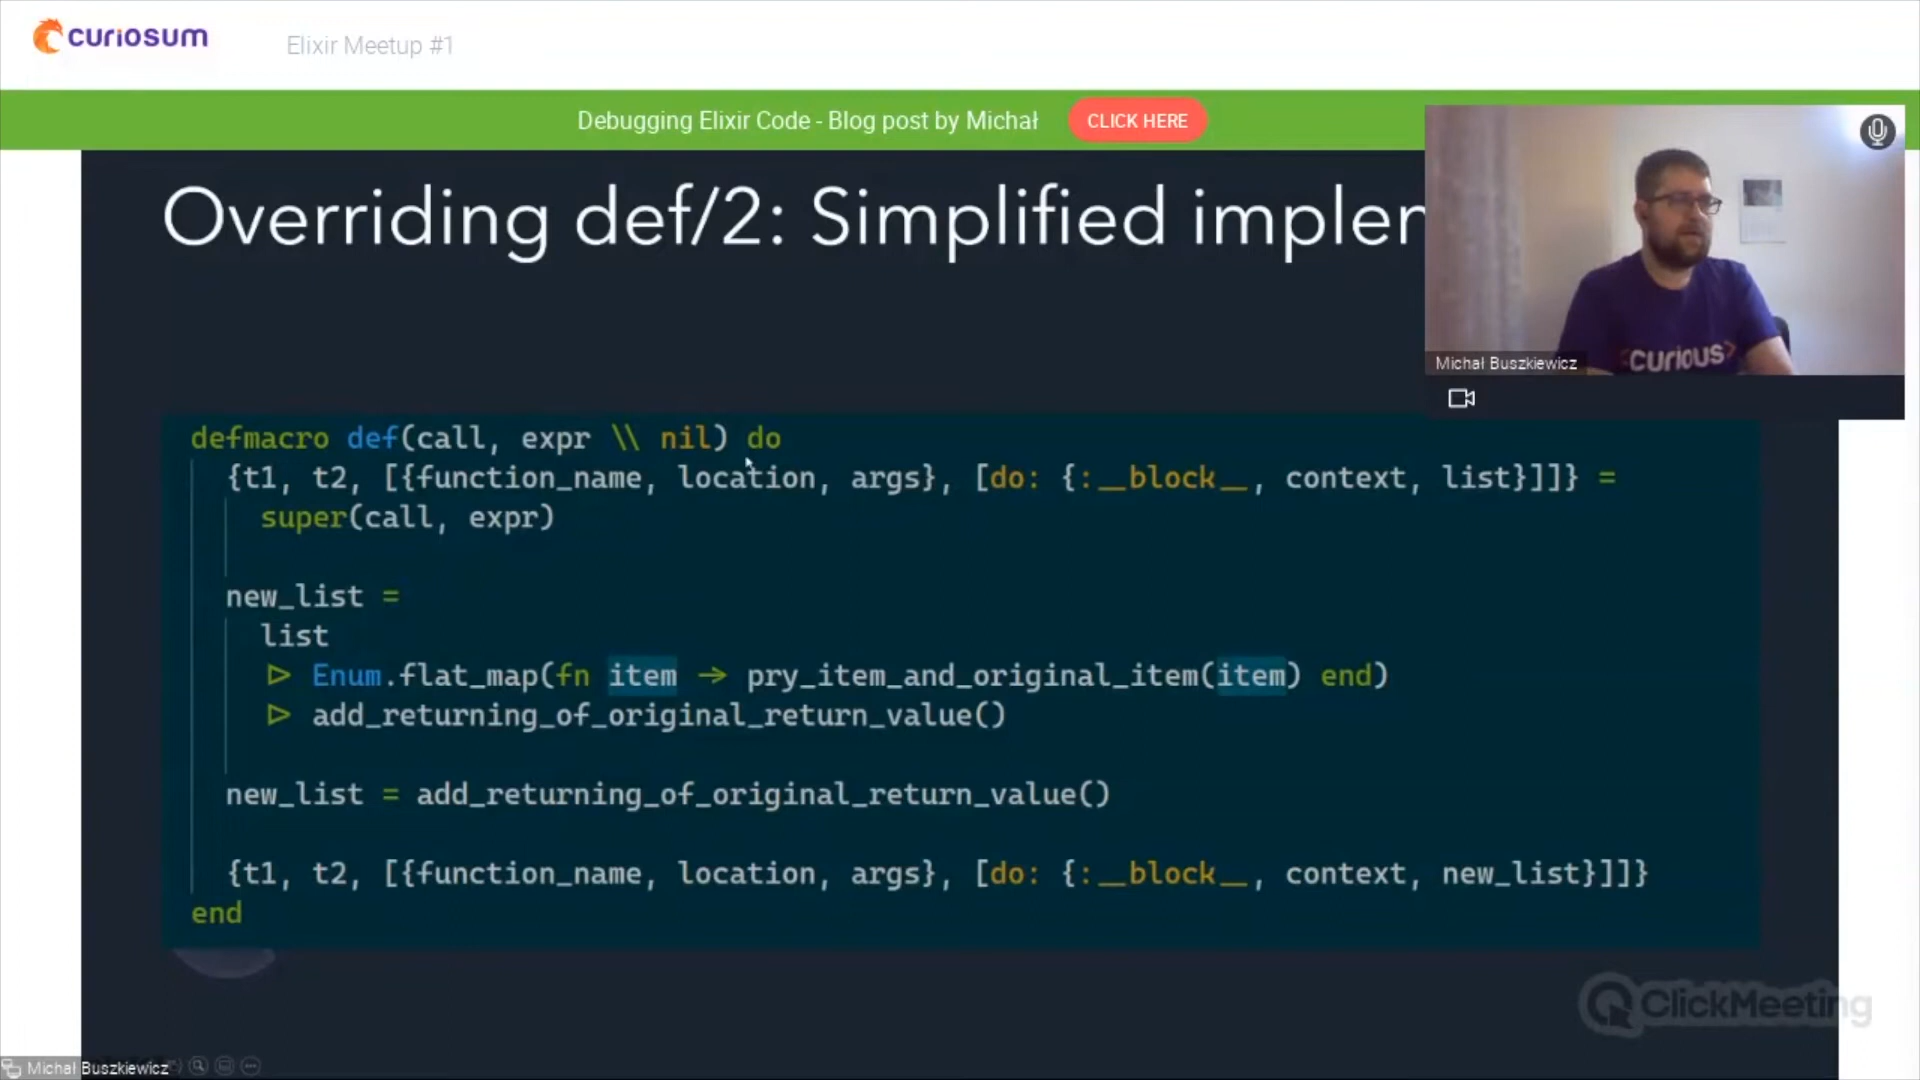 curiosum
Elixir Meetup #1
Debugging Elixir Code - Blog post by Michał
CLICK HERE
Overriding def/2: Simplified implem
curious>
Michał Buszkiewicz
defmacro def(call, expr \\ nil) do
{t1, t2, [{function_name, location, args}, [do: {:__block__, context, list}]]} =
super(call, expr)
new_list =
list
|> Enum.flat_map(fn item -> pry_item_and_original_item(item) end)
|> add_returning_of_original_return_value()
new_list = add_returning_of_original_return_value()
{t1, t2, [{function_name, location, args}, [do: {:__block__, context, new_list}]]}
end
ClickMeeting
Michał Buszkiewicz